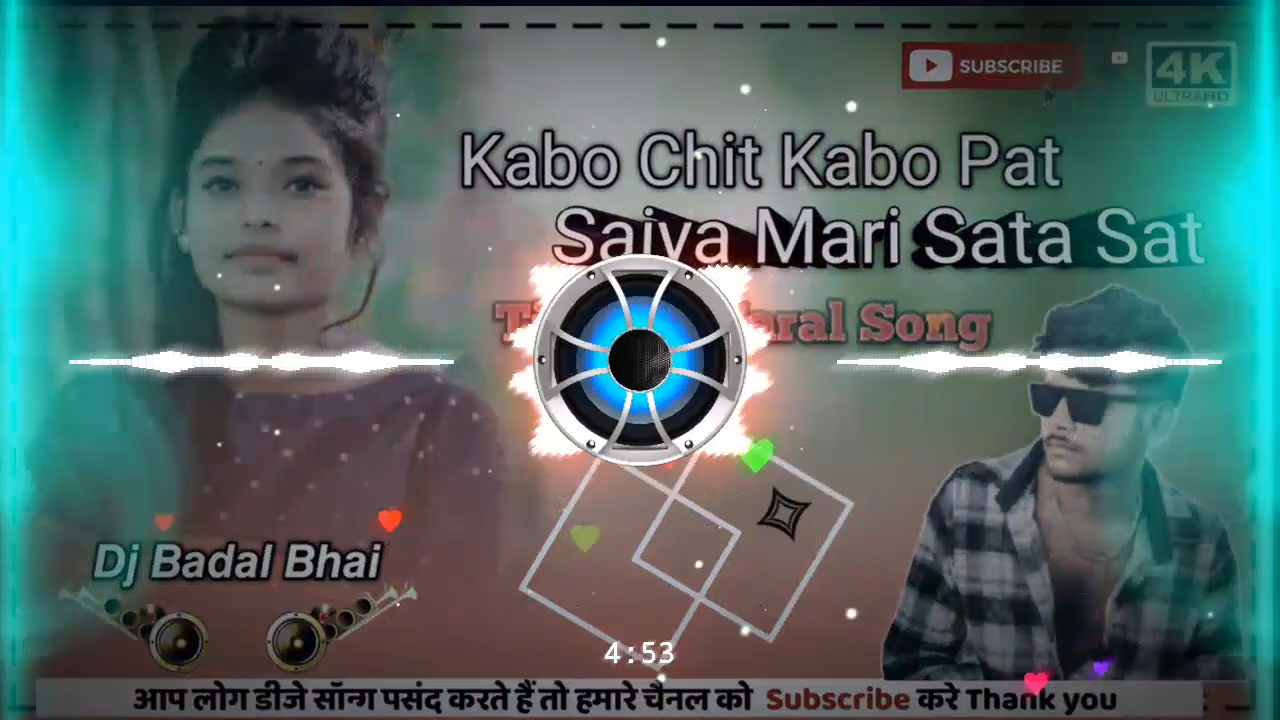 SUBSCRIBE
4K
ULTRAHD
Kabo Chit Kabo Pat
Saiya Mari Sata Sat
Song
Dj Badal Bhai
4:53
आप लोग डीजे सॉन्ग पसंद करते हैं तो हमारे चैनल को Subscribe करे Thank you